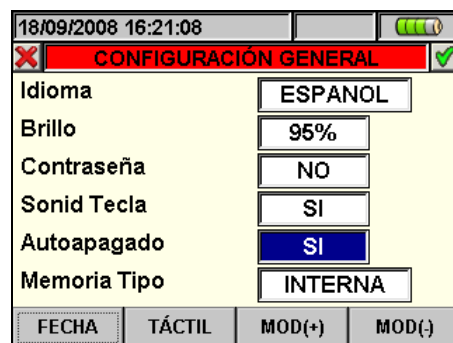 18/09/2008 16:21:08
CONFIGURACIÓN GENERAL
Idioma ESPANOL
Brillo 95%
Contraseña NO
Sonid Tecla SI
Autoapagado SI
Memoria Tipo INTERNA
FECHA TÁCTIL MOD(+) MOD(-)